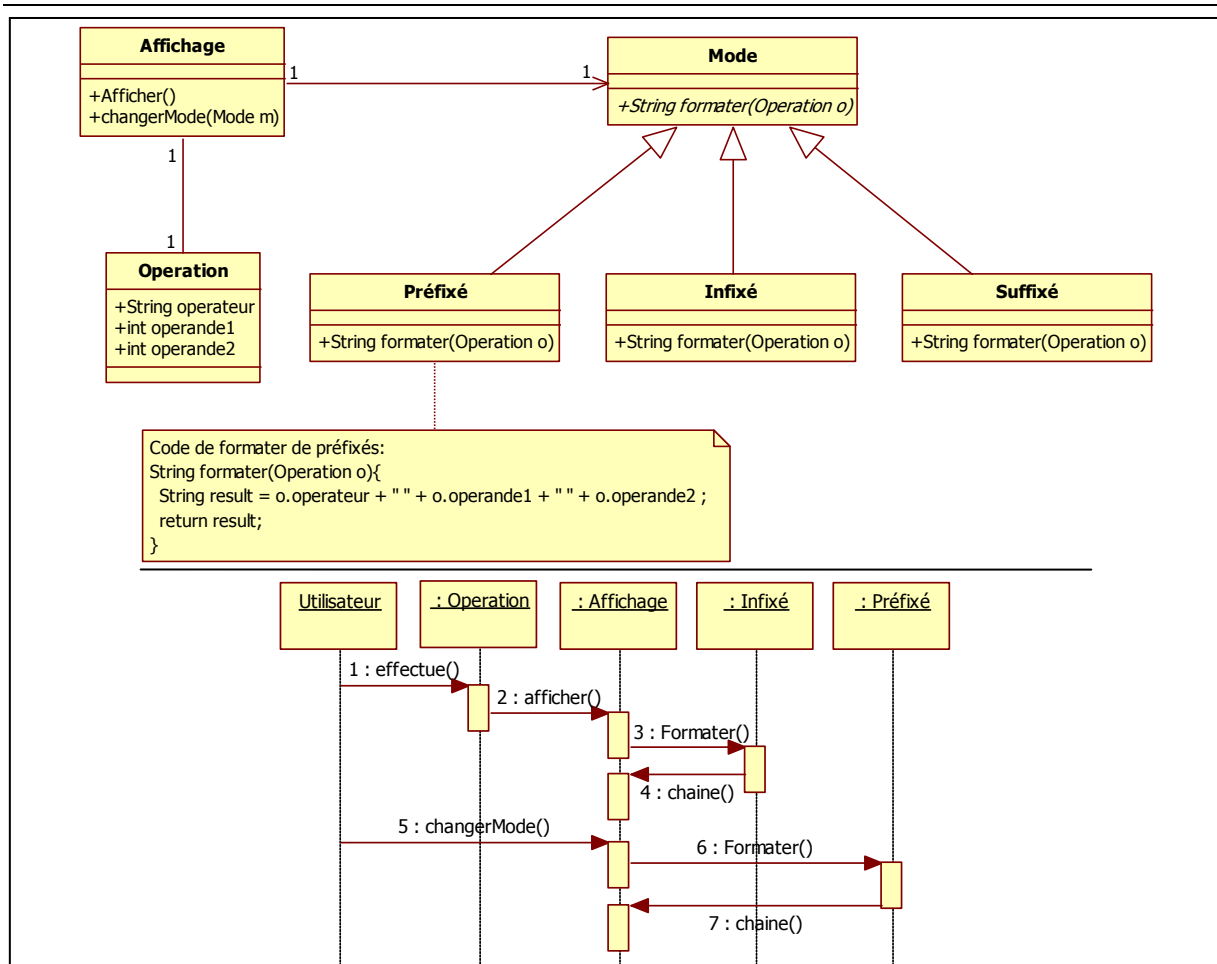 Affichage
+Afficher()
+changerMode(Mode m)
1
1
Mode
+String formater(Operation o)
1
1
Operation
+String operateur
+int operande1
+int operande2
Préfixé
+String formater(Operation o)
Infixé
+String formater(Operation o)
Suffixé
+String formater(Operation o)
Code de formater de préfixés:
String formater(Operation o){
String result = o.operateur + " " + o.operande1 + " " + o.operande2 ;
return result;
}
Utilisateur
: Operation
: Affichage
: Infixé
: Préfixé
1 : effectue()
2 : afficher()
3 : Formater()
4 : chaine()
5 : changerMode()
6 : Formater()
7 : chaine()